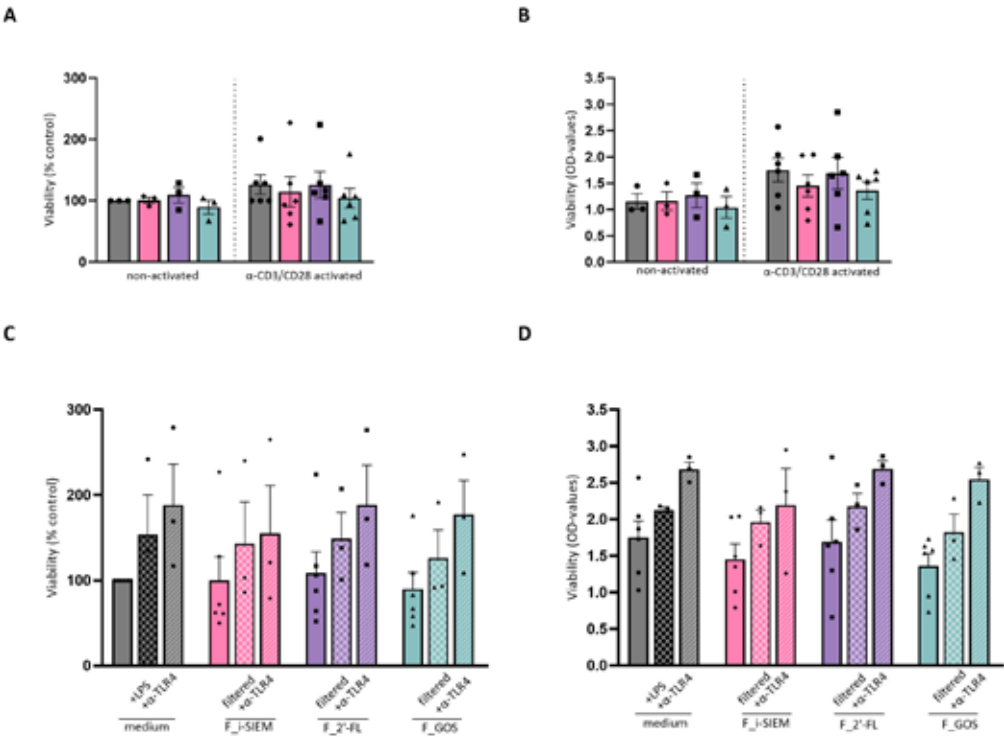 A
Viability (% control)
300
200
100
0
non-activated
α-CD3/CD28 activated
B
Viability (OD-values)
3.5
3.0
2.5
2.0
1.5
1.0
0.5
0.0
non-activated
α-CD3/CD28 activated
C
Viability (% control)
300
200
100
0
+LPS
+α-TLR4
filtered
+α-TLR4
filtered
+α-TLR4
filtered
+α-TLR4
medium
F_i-SIEM
F_2'-FL
F_GOS
D
Viability (OD-values)
3.5
3.0
2.5
2.0
1.5
1.0
0.5
0.0
+LPS
+α-TLR4
filtered
+α-TLR4
filtered
+α-TLR4
filtered
+α-TLR4
medium
F_i-SIEM
F_2'-FL
F_GOS